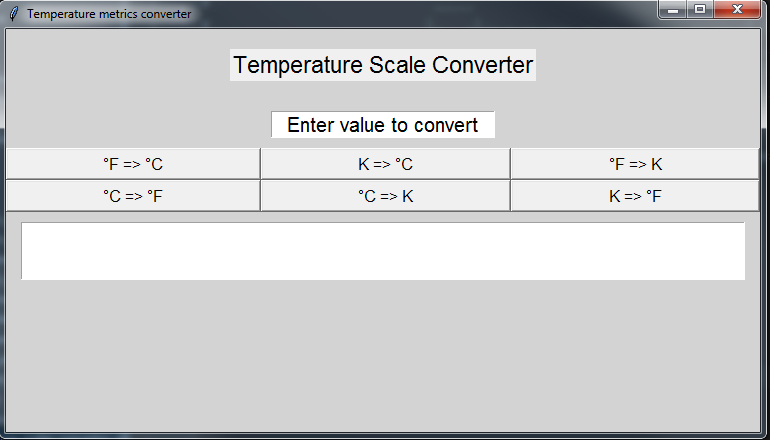 Temperature metrics converter
Temperature Scale Converter
Enter value to convert
°F => °C K => °C °F => K
°C => °F °C => K K => °F